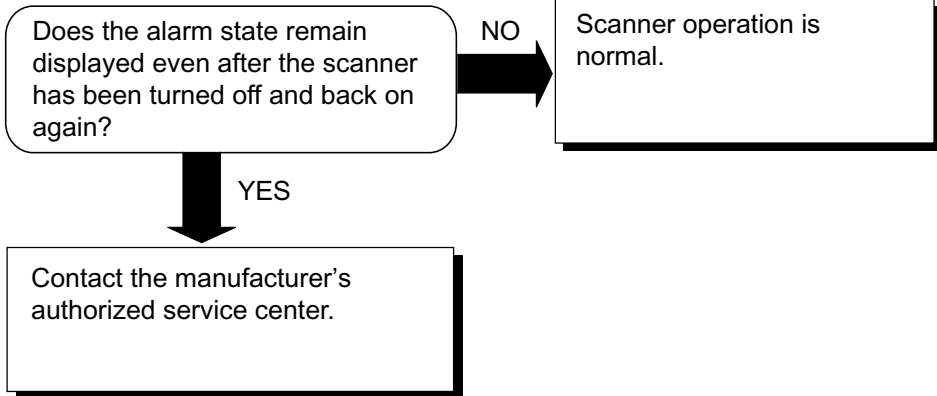 Does the alarm state remain
displayed even after the scanner
has been turned off and back on
again?
NO
Scanner operation is
normal.
YES
Contact the manufacturer’s
authorized service center.